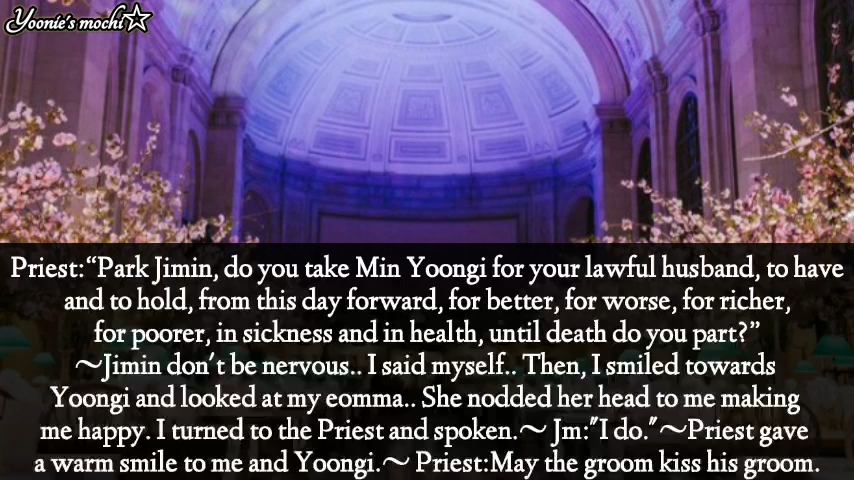 Yoonie's mochi☆
Priest:“Park Jimin, do you take Min Yoongi for your lawful husband, to have
and to hold, from this day forward, for better, for worse, for richer,
for poorer, in sickness and in health, until death do you part?”
～Jimin don't be nervous.. I said myself.. Then, I smiled towards
Yoongi and looked at my eomma.. She nodded her head to me making
me happy. I turned to the Priest and spoken.～ Jm:"I do."～Priest gave
a warm smile to me and Yoongi.～ Priest:May the groom kiss his groom.